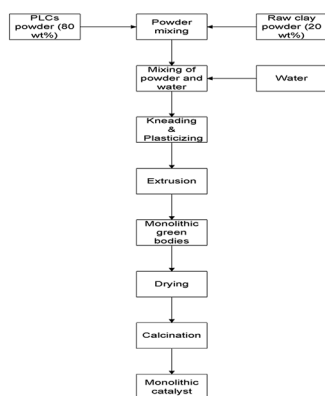 PLCs
powder (80
wt%)
Powder
mixing
Raw clay
powder (20
wt%)
Mixing of
powder and
water
Water
Kneading
&
Plasticizing
Extrusion
Monolithic
green
bodies
Drying
Calcination
Monolithic
catalyst